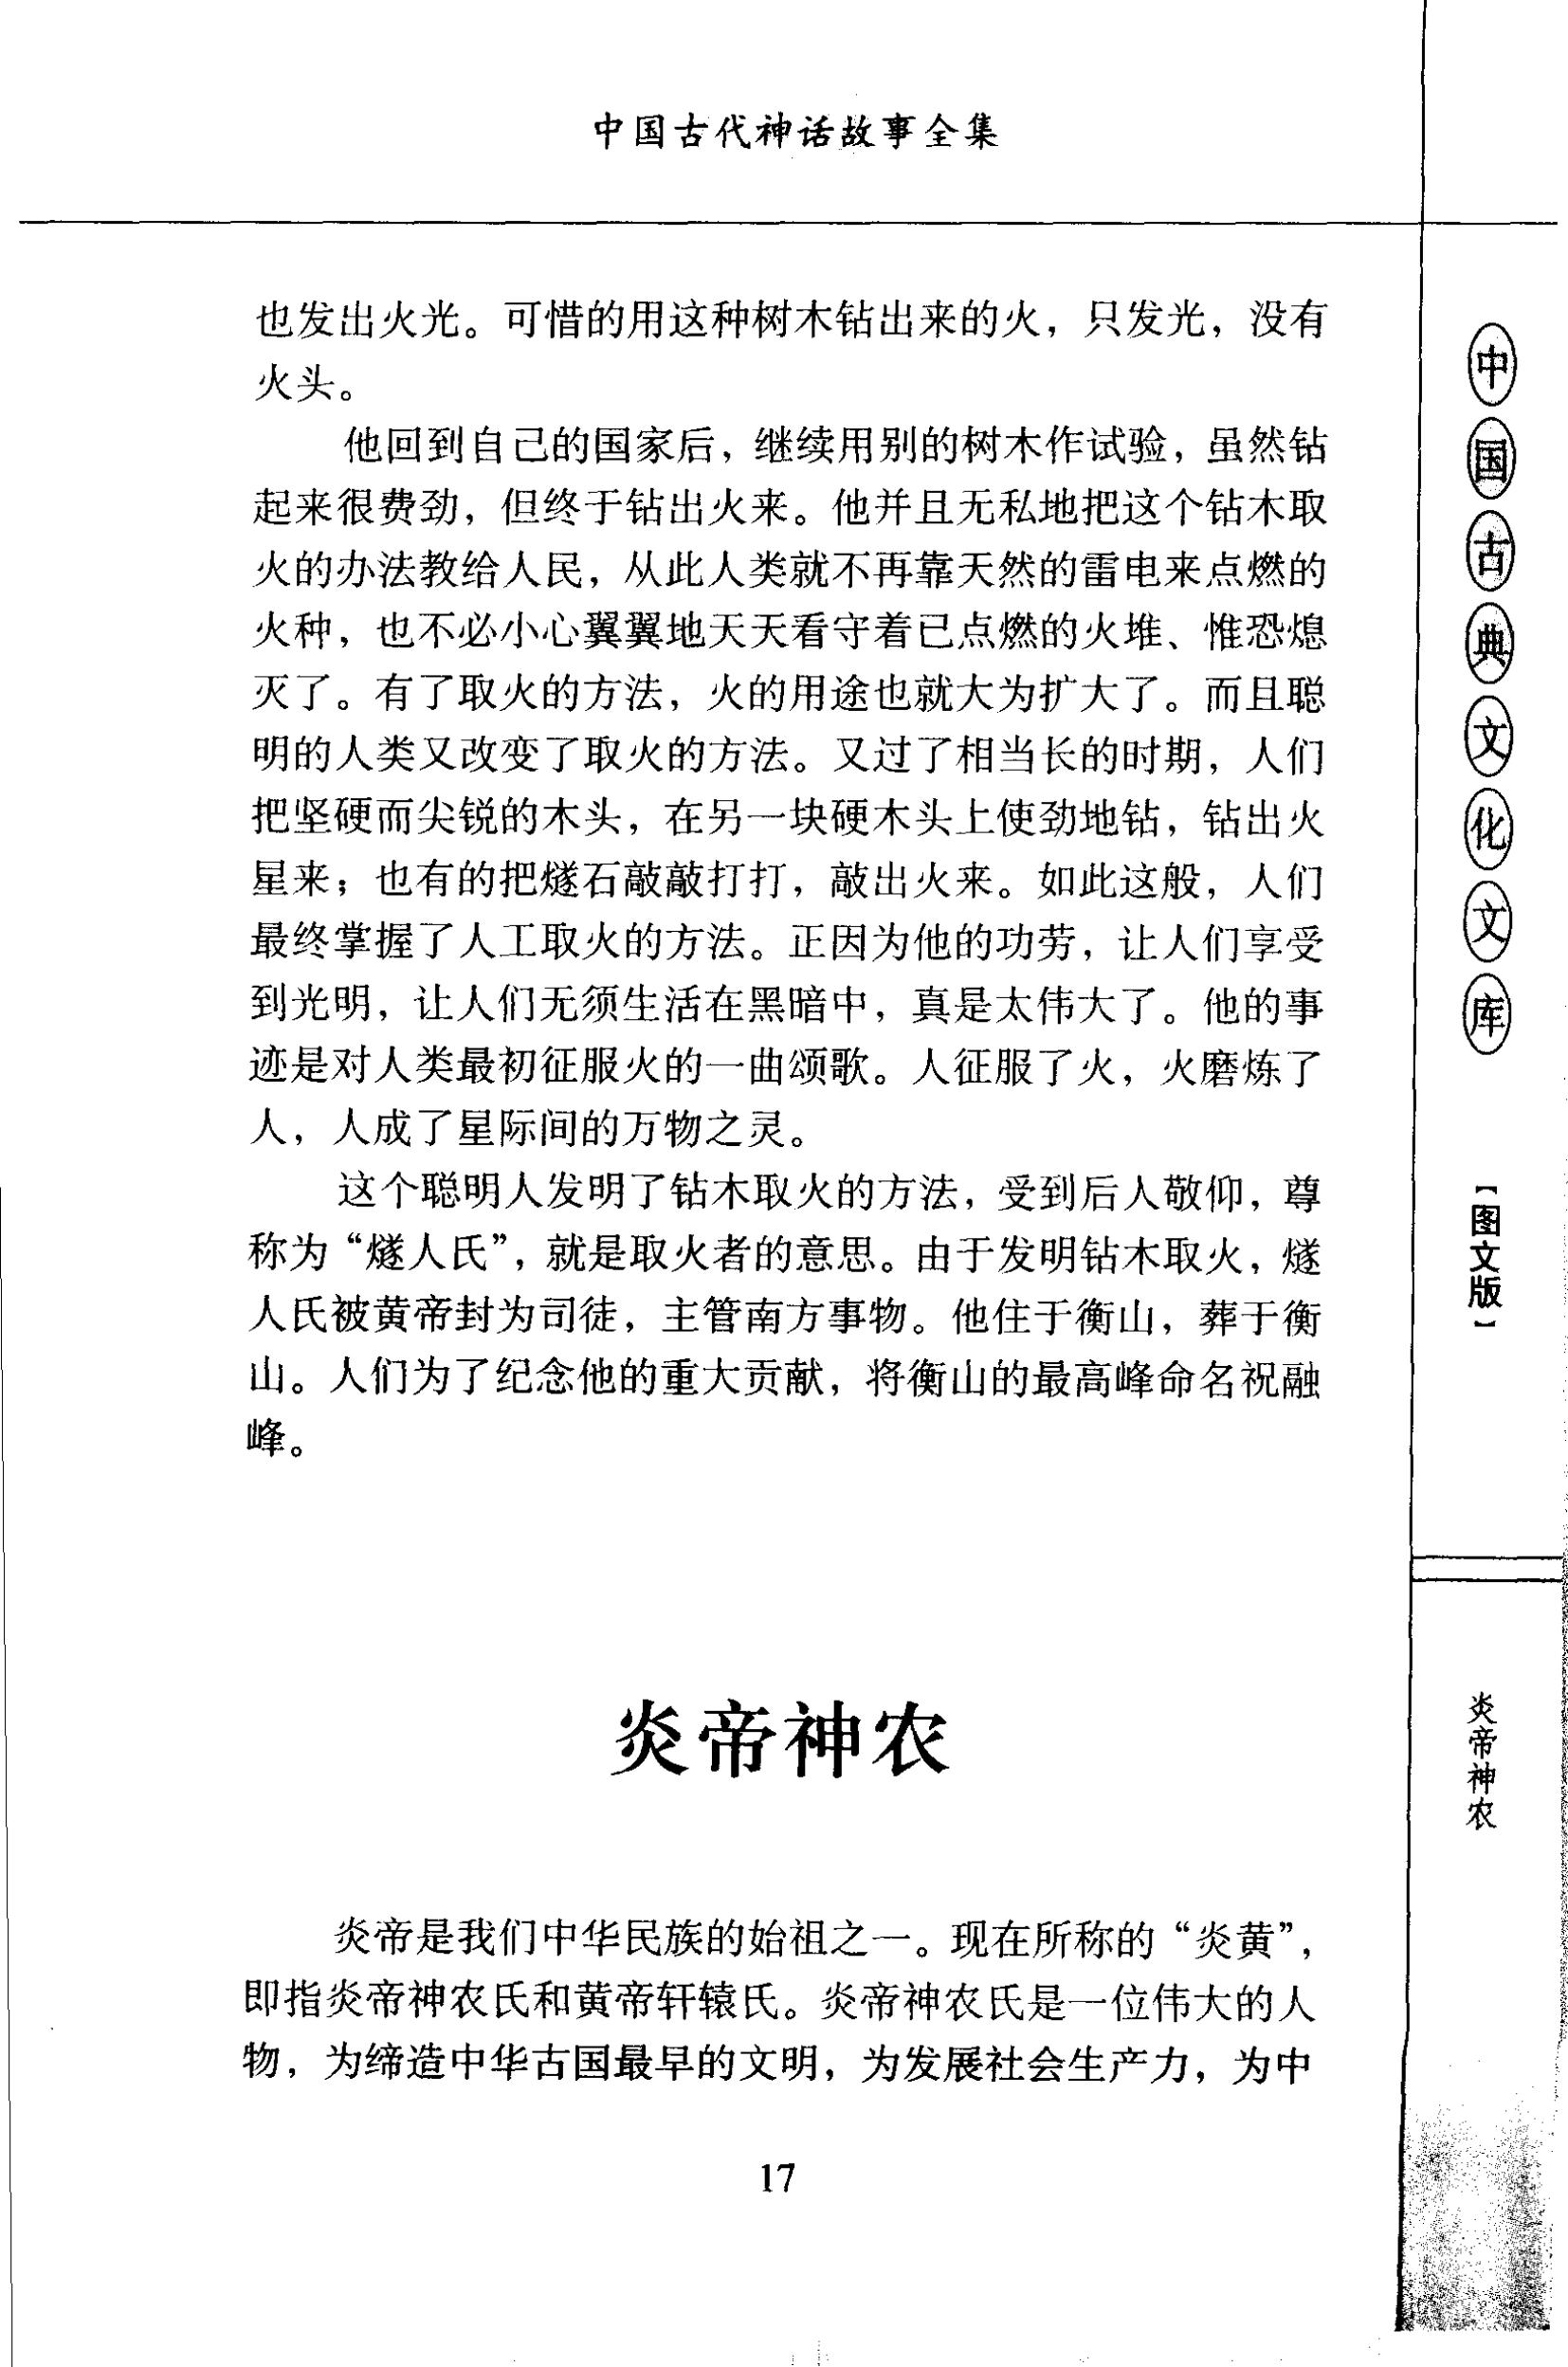 中国古代神话故事全集
也发出火光。可惜的用这种树木钻出来的火，只发光，没有
火头。
他回到自己的国家后，继续用别的树木作试验，虽然钻
起来很费劲，但终于钻出火来。他并且无私地把这个钻木取
火的办法教给人民，从此人类就不再靠天然的雷电来点燃的
火种，也不必小心翼翼地天天看守着已点燃的火堆、惟恐熄
灭了。有了取火的方法，火的用途也就大为扩大了。而且聪
明的人类又改变了取火的方法。又过了相当长的时期，人们
把坚硬而尖锐的木头，在另一块硬木头上使劲地钻，钻出火
星来；也有的把燧石敲敲打打，敲出火来。如此这般，人们
最终掌握了人工取火的方法。正因为他的功劳，让人们享受
到光明，让人们无须生活在黑暗中，真是太伟大了。他的事
迹是对人类最初征服火的一曲颂歌。人征服了火，火磨炼了
人，人成了星际间的万物之灵。
这个聪明人发明了钻木取火的方法，受到后人敬仰，尊
称为“燧人氏”，就是取火者的意思。由于发明钻木取火，燧
人氏被黄帝封为司徒，主管南方事物。他住于衡山，葬于衡
山。人们为了纪念他的重大贡献，将衡山的最高峰命名祝融
峰。
炎帝神农
炎帝是我们中华民族的始祖之一。现在所称的“炎黄”，
即指炎帝神农氏和黄帝轩辕氏。炎帝神农氏是一位伟大的人
物，为缔造中华古国最早的文明，为发展社会生产力，为中
17
中国古典文化文库
【图文版】
炎帝神农